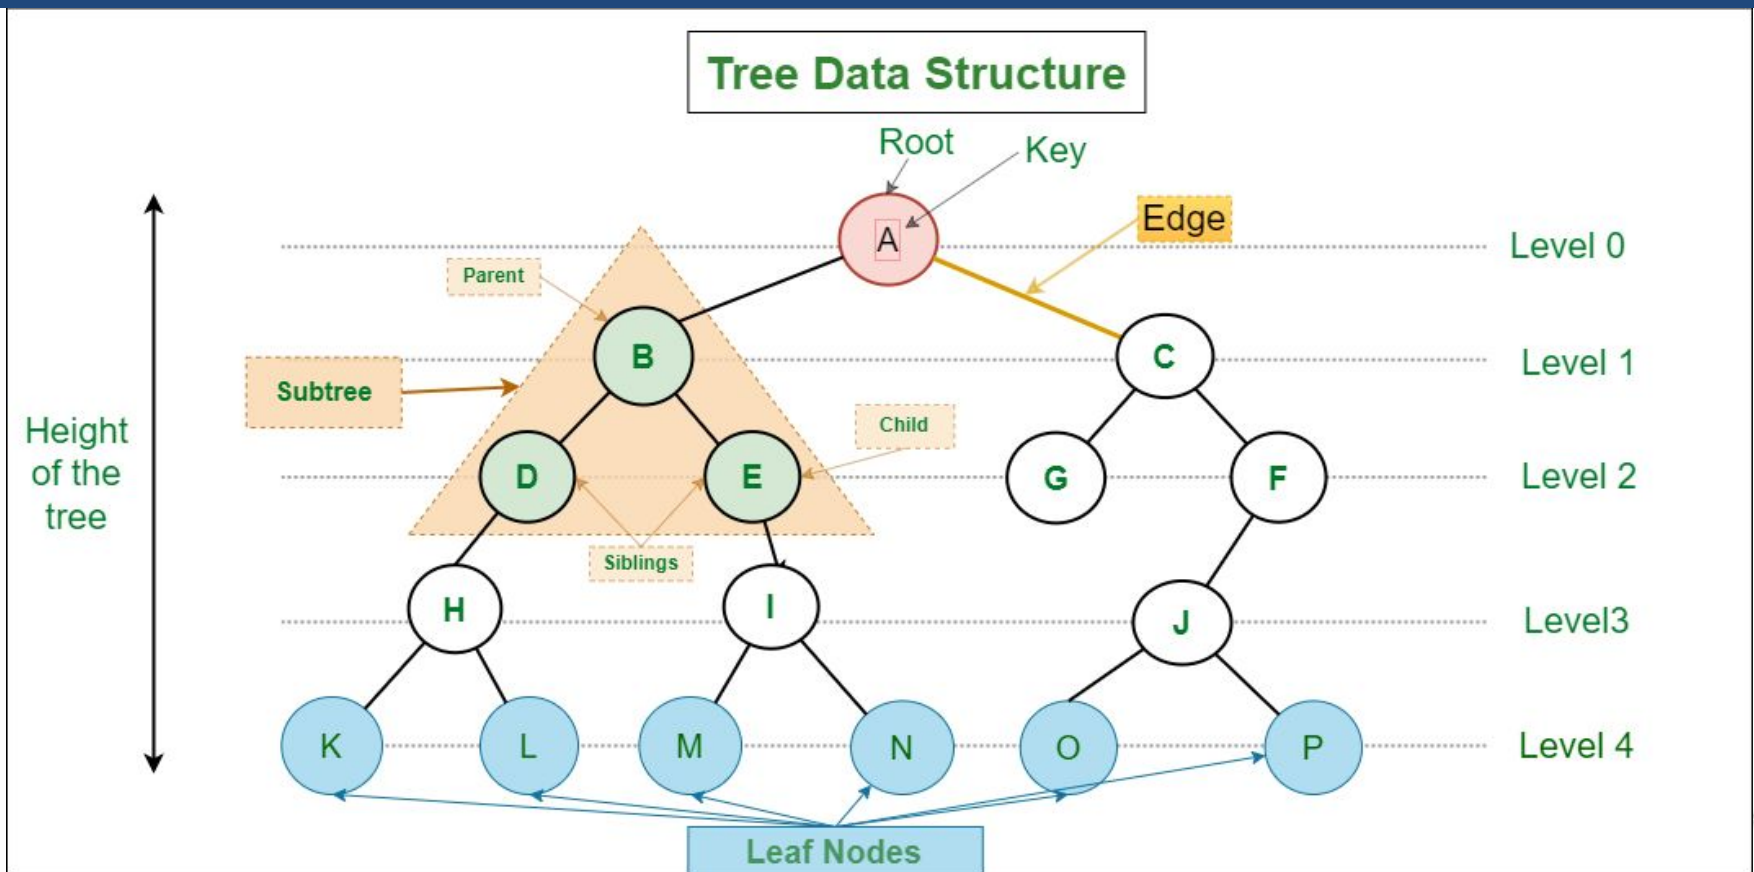 Tree Data Structure
Root
Key
A
Edge
Level 0
Parent
B
C
Level 1
Subtree
Child
Height
of the
tree
D
E
G
F
Level 2
Siblings
H
I
J
Level3
K
L
M
N
O
P
Level 4
Leaf Nodes